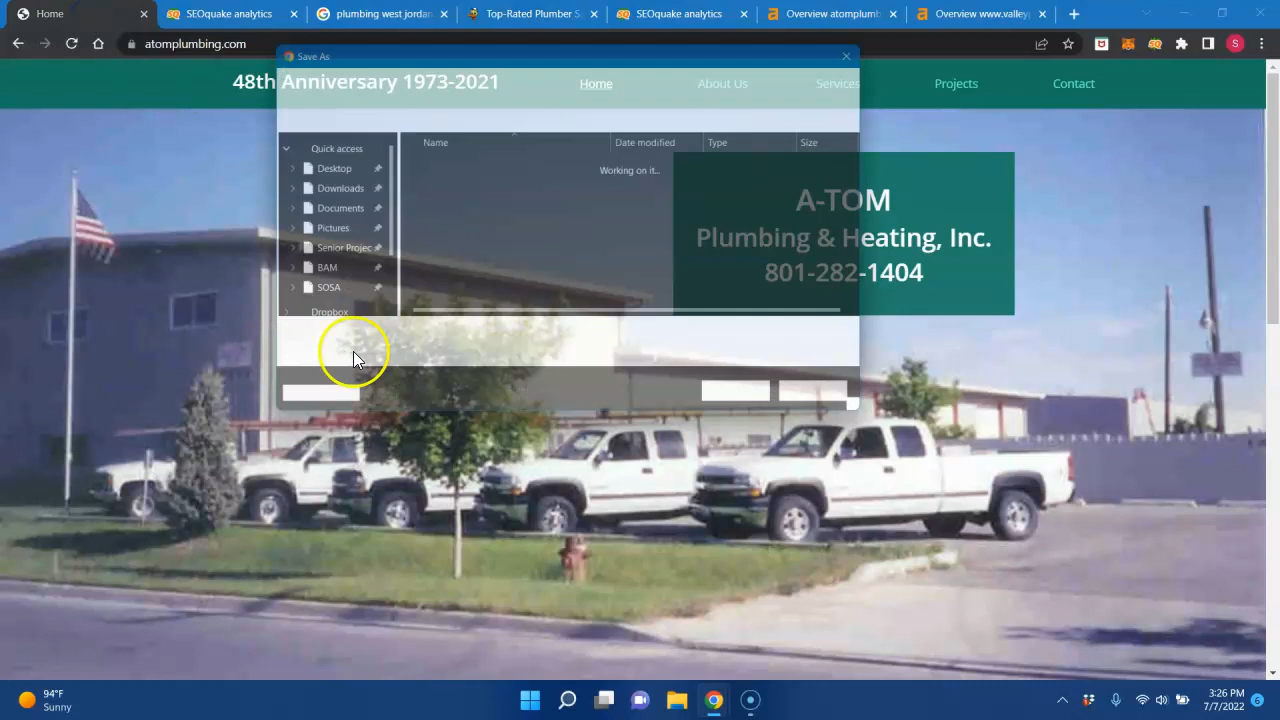 Home
SEOquake analytics
plumbing west jordan
Top-Rated Plumber S
SEOquake analytics
Overview atomplumb
Overview www.valley
atomplumbing.com
S
Save As
48th Anniversary 1973-2021
Home
About Us
Services
Projects
Contact
Name
Date modified
Type
Size
Working on it...
Quick access
Desktop
Downloads
Documents
Pictures
Senior Projec
BAM
SOSA
Dropbox
A-TOM
Plumbing & Heating, Inc.
801-282-1404
94°F
Sunny
3:26 PM
7/7/2022
6